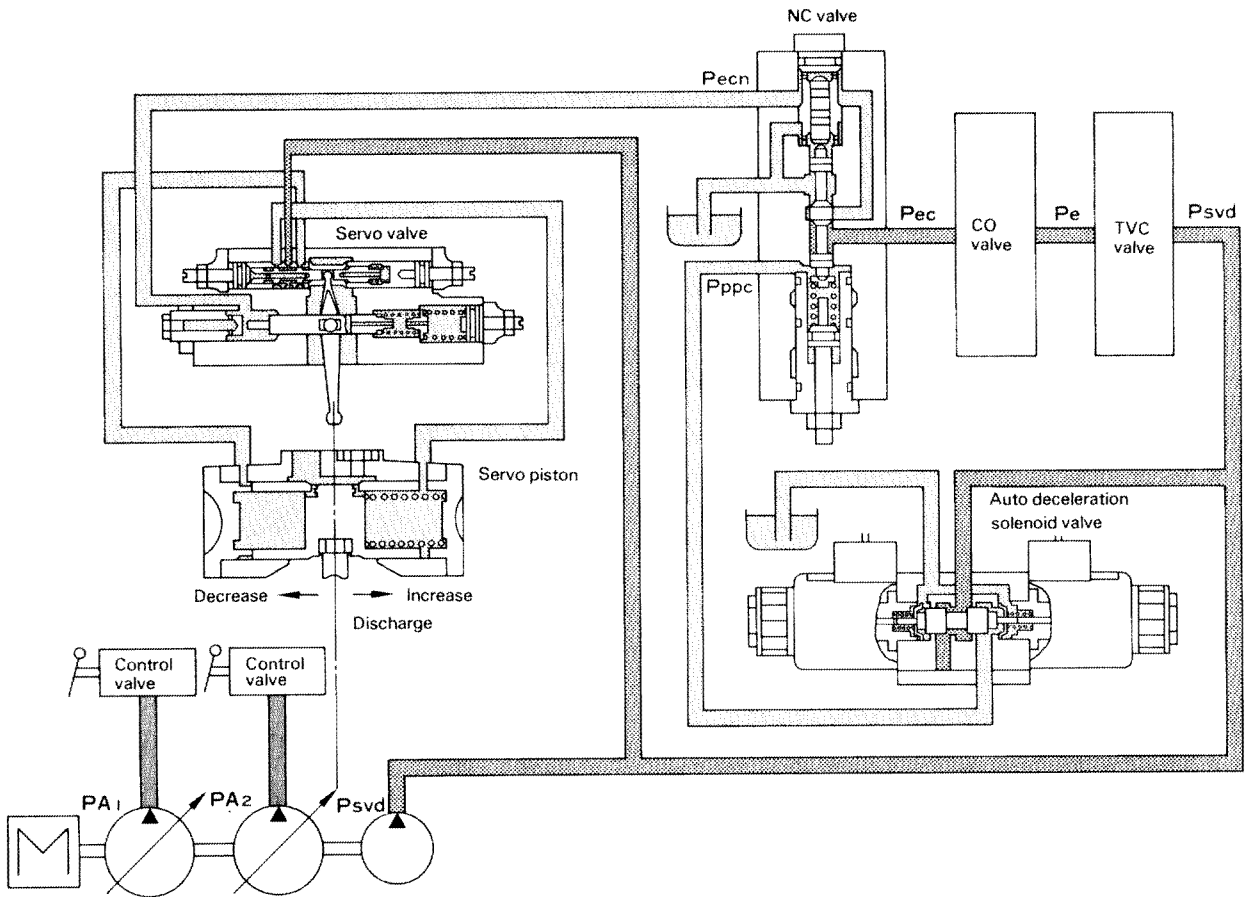 NC valve
Pecn
Servo valve
Pec
CO
valve
Pe
TVC
valve
Psvd
Pppc
Servo piston
Auto deceleration
solenoid valve
Decrease
Increase
Discharge
Control
valve
Control
valve
PA1
PA2
Psvd
M